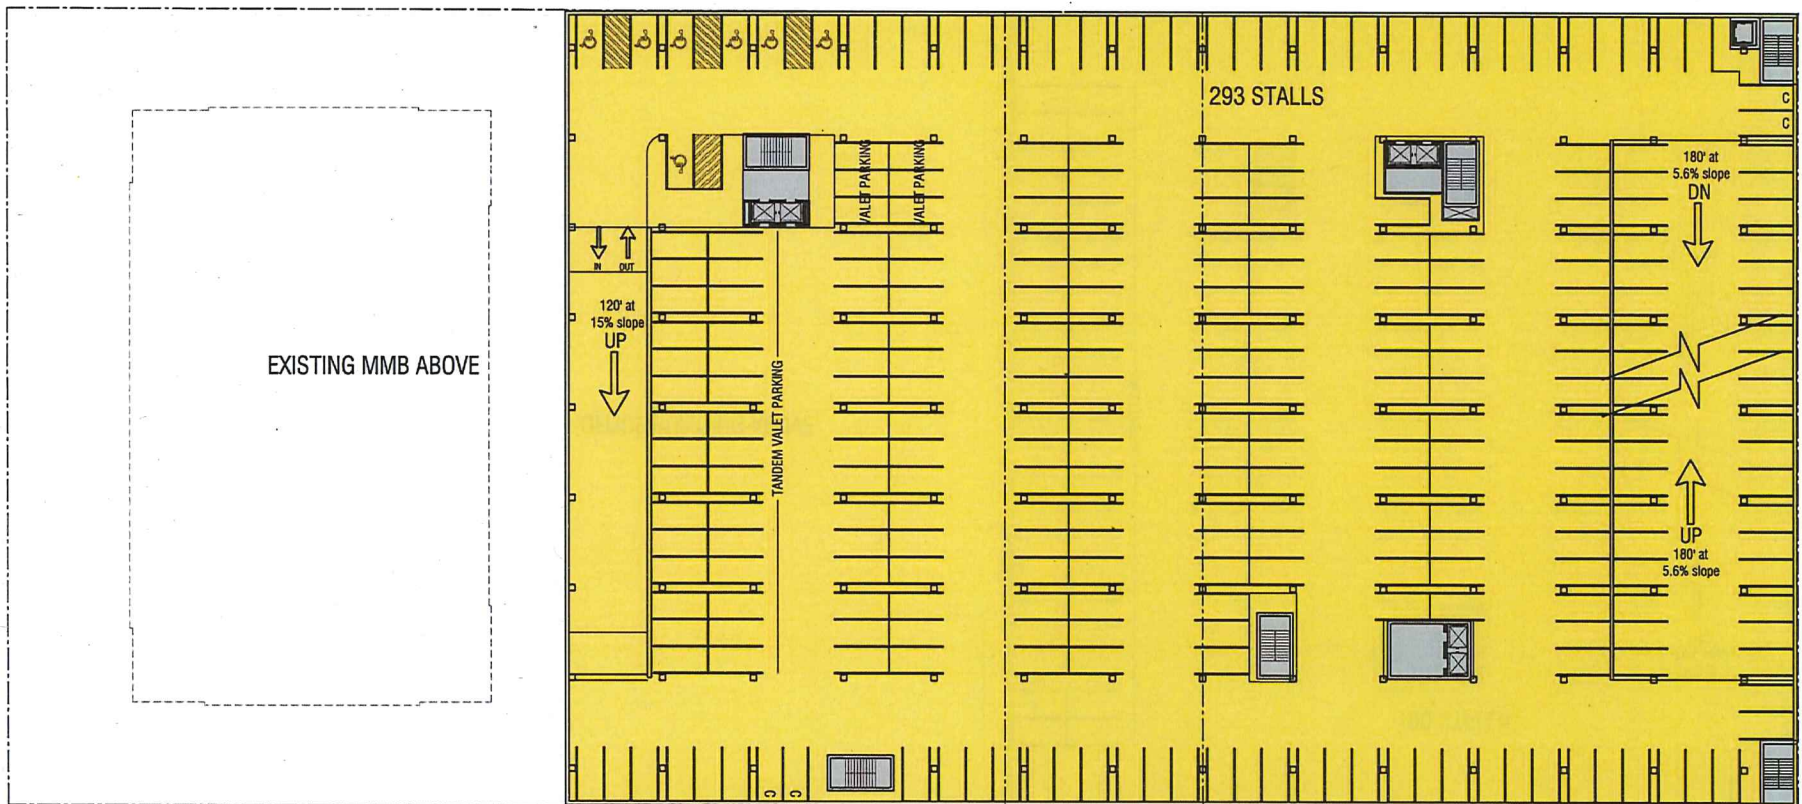 293 STALLS
C
C
VALET PARKING
VALET PARKING
180' at
5.6% slope
DN
IN
OUT
120' at
15% slope
UP
EXISTING MMB ABOVE
TANDEM VALET PARKING
UP
180' at
5.6% slope
C
C